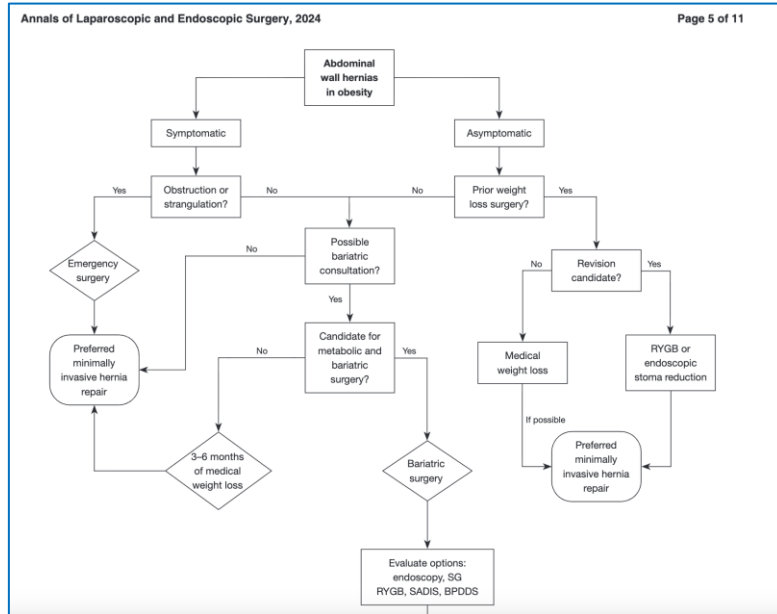 Annals of Laparoscopic and Endoscopic Surgery, 2024
Page 5 of 11
Abdominal
wall hernias
in obesity
Symptomatic
Asymptomatic
Yes
Obstruction or
strangulation?
No
No
Prior weight
loss surgery?
Yes
Emergency
surgery
No
Possible
bariatric
consultation?
No
Revision
candidate?
Yes
Yes
Preferred
minimally
invasive hernia
repair
No
Candidate for
metabolic and
bariatric
surgery?
Yes
Medical
weight loss
RYGB or
endoscopic
stoma reduction
If possible
3–6 months
of medical
weight loss
Bariatric
surgery
Preferred
minimally
invasive hernia
repair
Evaluate options:
endoscopy, SG
RYGB, SADIS, BPDDS